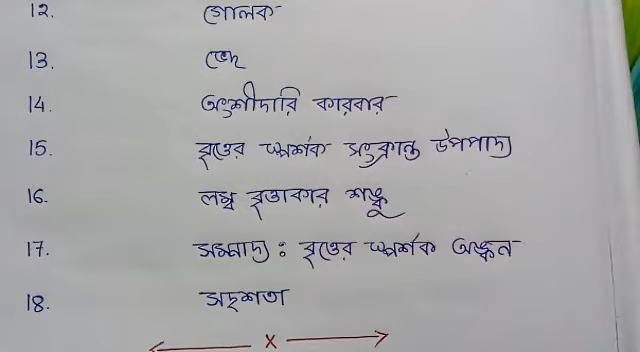 12. গোলক
13. ভেদ
14. অংশীদারি কারবার
15. বৃত্তের স্পর্শক সংক্রান্ত উপপাদ্য
16. লম্ব বৃত্তাকার শঙ্কু
17. সম্পাদ্য : বৃত্তের স্পর্শক অঙ্কন
18. সদৃশতা
x